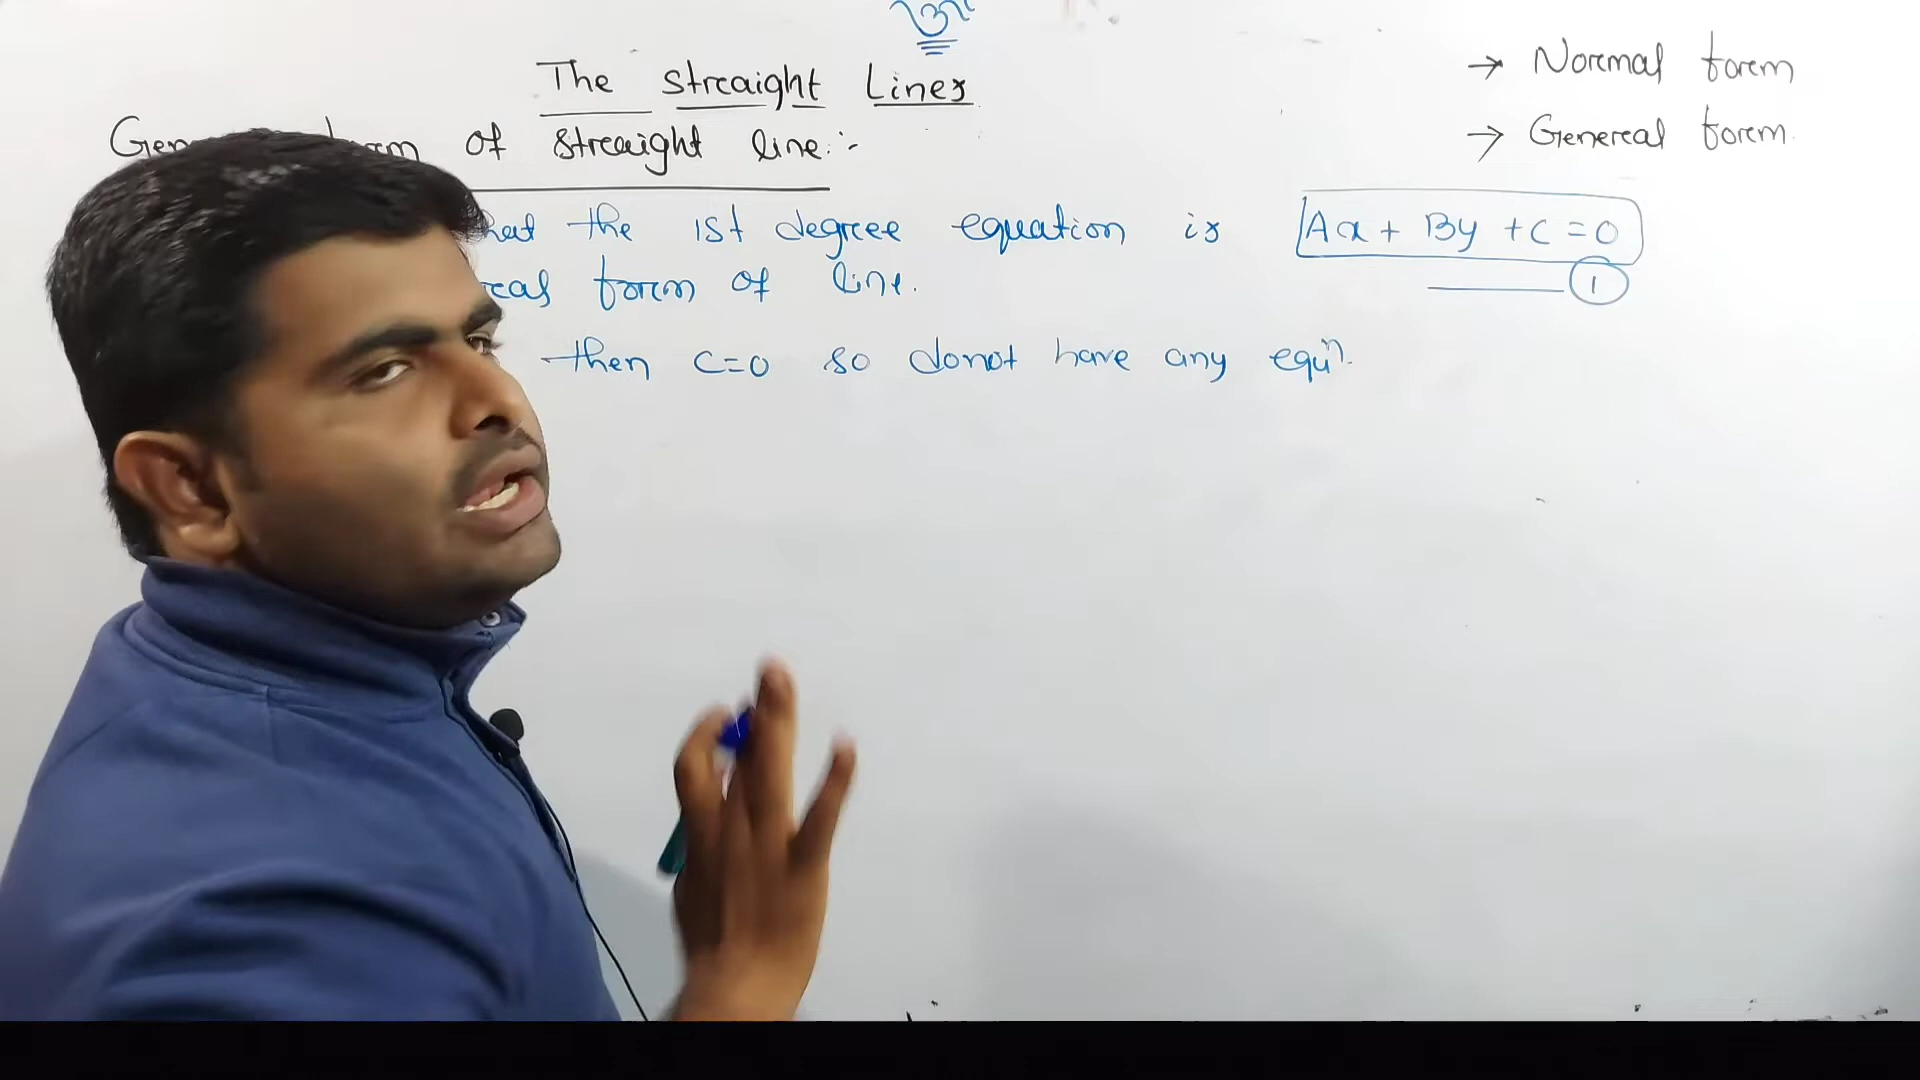 The straight Lines
→ Normal form
→ General form.
of straight line:-
the 1st degree equation is Ax + By + C = 0
form of line.
1
then C=0 so donot have any equⁿ.